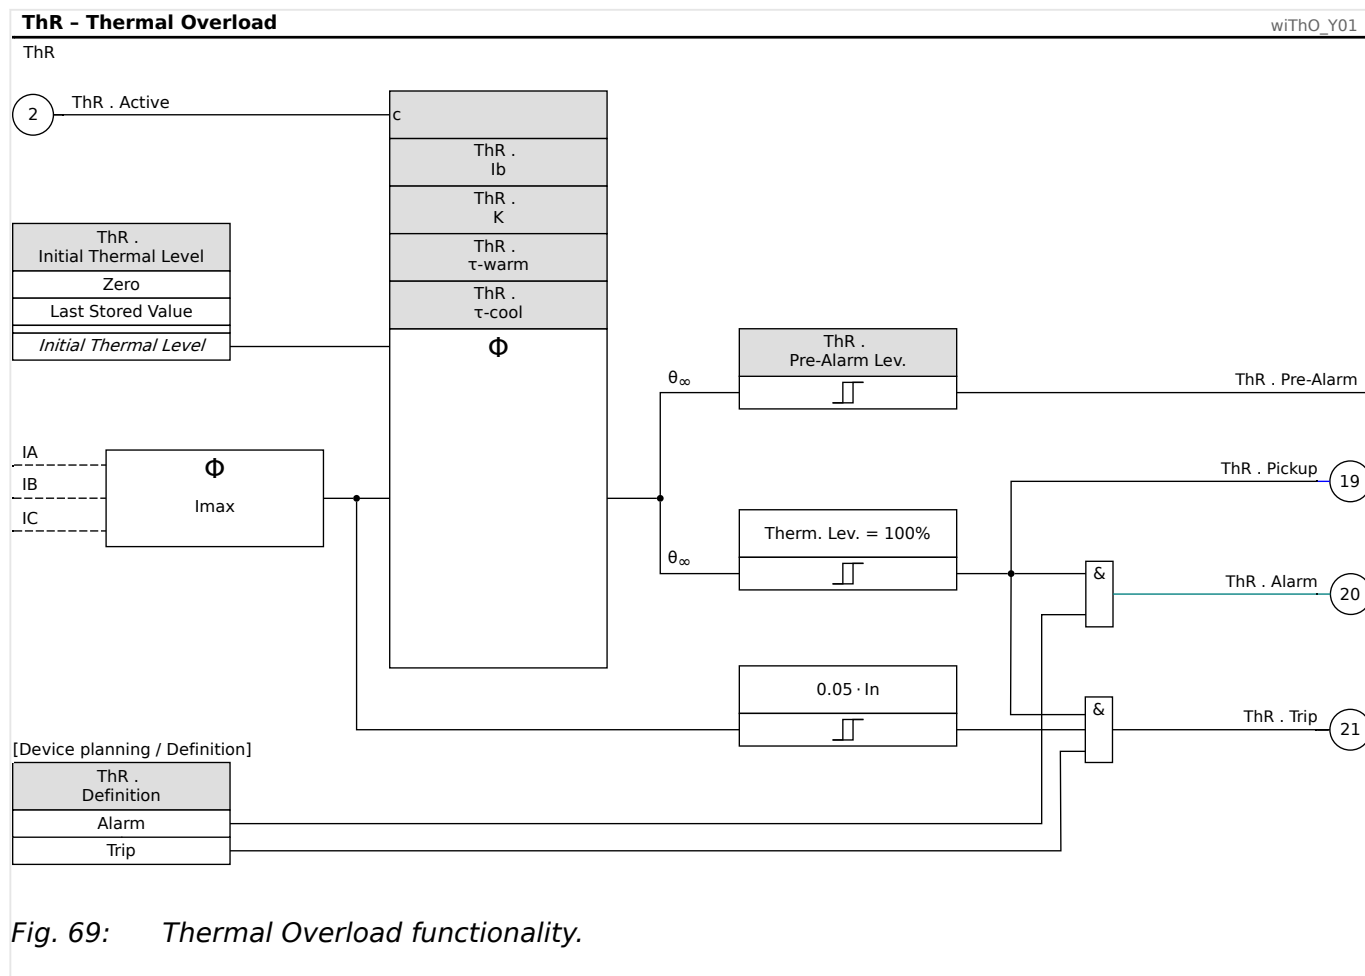 ThR – Thermal Overload
wiThO_Y01
ThR
2
ThR . Active
c
ThR .
Ib
ThR .
K
ThR .
τ-warm
ThR .
τ-cool
Φ
ThR .
Initial Thermal Level
Zero
Last Stored Value
Initial Thermal Level
IA
IB
IC
Φ
Imax
θ∞
ThR .
Pre-Alarm Lev.
ThR . Pre-Alarm
θ∞
Therm. Lev. = 100%
ThR . Pickup
19
&
ThR . Alarm
20
0.05 · In
&
ThR . Trip
21
[Device planning / Definition]
ThR .
Definition
Alarm
Trip
Fig. 69: Thermal Overload functionality.